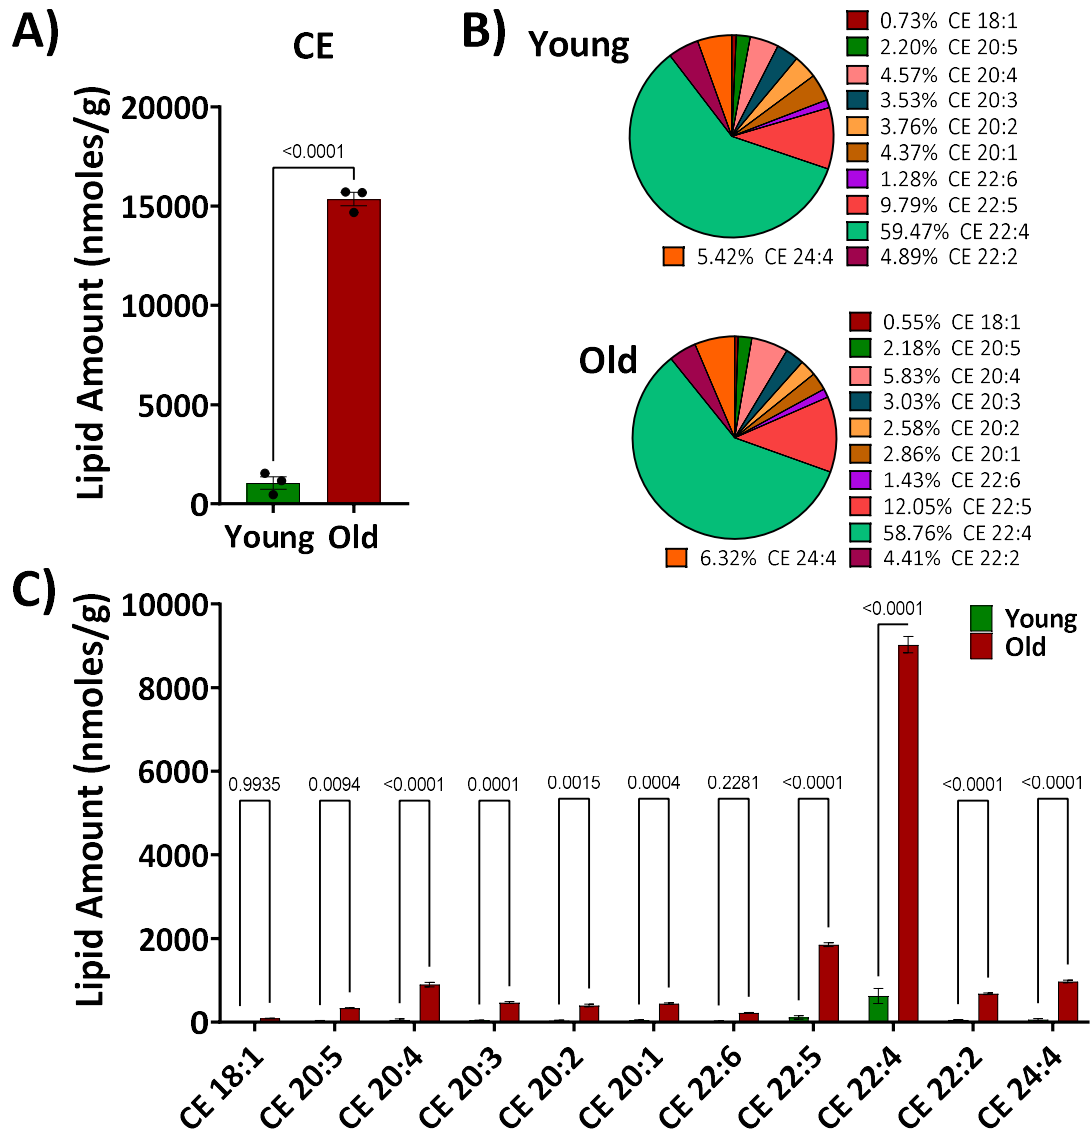 A)
CE
Lipid Amount (nmoles/g)
20000
15000
10000
5000
0
<0.0001
Young Old
B)
Young
0.73% CE 18:1
2.20% CE 20:5
4.57% CE 20:4
3.53% CE 20:3
3.76% CE 20:2
4.37% CE 20:1
1.28% CE 22:6
9.79% CE 22:5
59.47% CE 22:4
4.89% CE 22:2
5.42% CE 24:4
Old
0.55% CE 18:1
2.18% CE 20:5
5.83% CE 20:4
3.03% CE 20:3
2.58% CE 20:2
2.86% CE 20:1
1.43% CE 22:6
12.05% CE 22:5
58.76% CE 22:4
4.41% CE 22:2
6.32% CE 24:4
C)
Lipid Amount (nmoles/g)
10000
8000
6000
4000
2000
0
0.9935
0.0094
<0.0001
0.0001
0.0015
0.0004
0.2281
<0.0001
<0.0001
<0.0001
<0.0001
Young
Old
CE 18:1
CE 20:5
CE 20:4
CE 20:3
CE 20:2
CE 20:1
CE 22:6
CE 22:5
CE 22:4
CE 22:2
CE 24:4